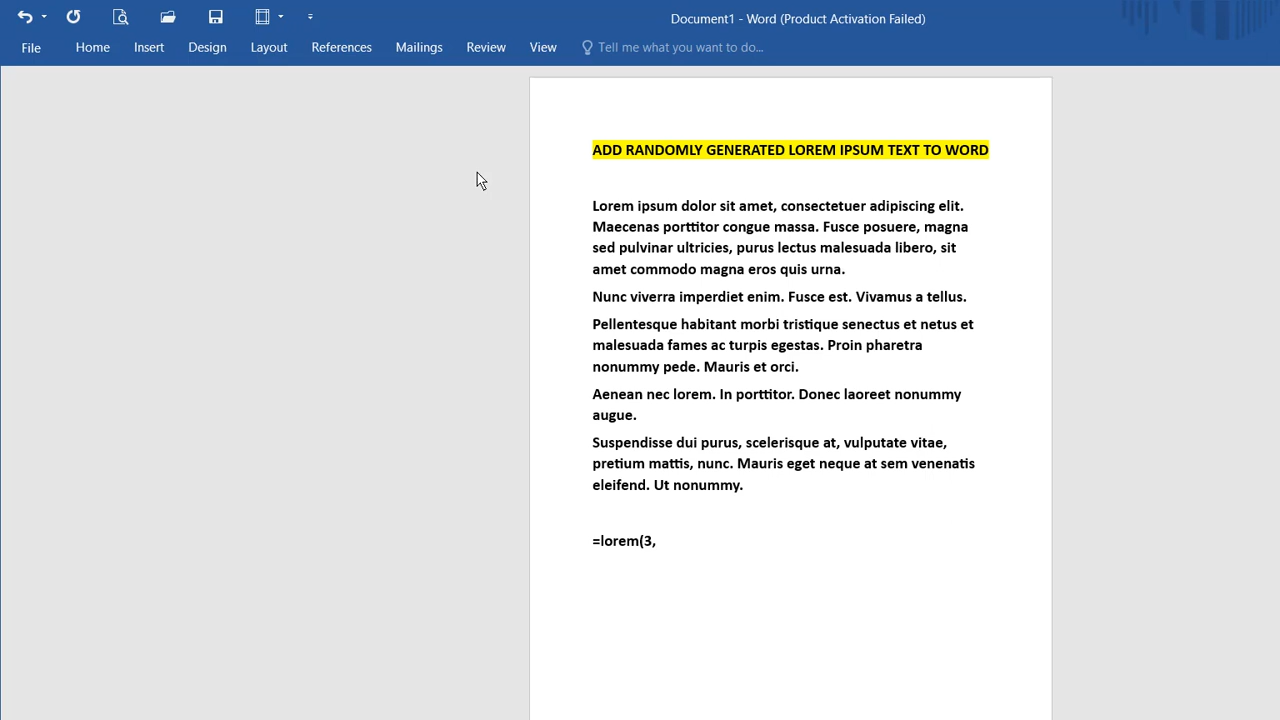 Document1 - Word (Product Activation Failed)
File Home Insert Design Layout References Mailings Review View Tell me what you want to do...
ADD RANDOMLY GENERATED LOREM IPSUM TEXT TO WORD
Lorem ipsum dolor sit amet, consectetuer adipiscing elit.
Maecenas porttitor congue massa. Fusce posuere, magna
sed pulvinar ultricies, purus lectus malesuada libero, sit
amet commodo magna eros quis urna.
Nunc viverra imperdiet enim. Fusce est. Vivamus a tellus.
Pellentesque habitant morbi tristique senectus et netus et
malesuada fames ac turpis egestas. Proin pharetra
nonummy pede. Mauris et orci.
Aenean nec lorem. In porttitor. Donec laoreet nonummy
augue.
Suspendisse dui purus, scelerisque at, vulputate vitae,
pretium mattis, nunc. Mauris eget neque at sem venenatis
eleifend. Ut nonummy.
=lorem(3,